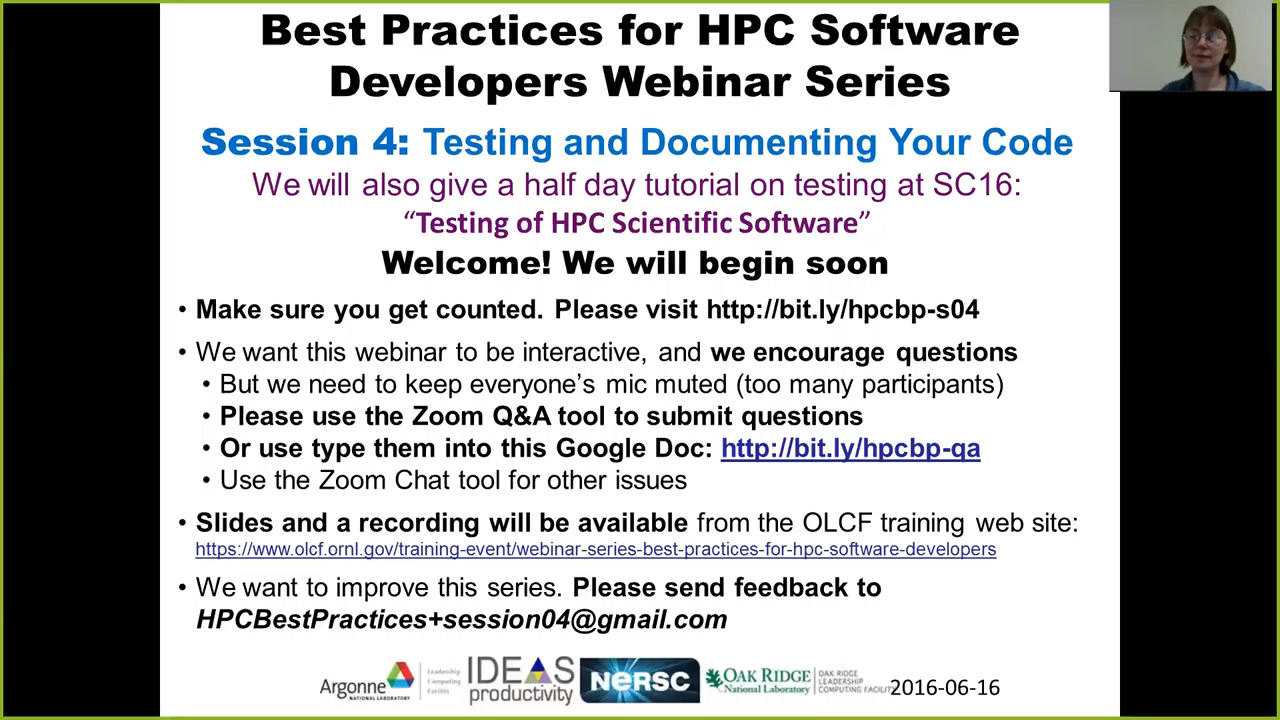 Best Practices for HPC Software
Developers Webinar Series
Session 4: Testing and Documenting Your Code
We will also give a half day tutorial on testing at SC16:
“Testing of HPC Scientific Software”
Welcome! We will begin soon
• Make sure you get counted. Please visit http://bit.ly/hpcbp-s04
• We want this webinar to be interactive, and we encourage questions
• But we need to keep everyone’s mic muted (too many participants)
• Please use the Zoom Q&A tool to submit questions
• Or use type them into this Google Doc: http://bit.ly/hpcbp-qa
• Use the Zoom Chat tool for other issues
• Slides and a recording will be available from the OLCF training web site:
https://www.olcf.ornl.gov/training-event/webinar-series-best-practices-for-hpc-software-developers
• We want to improve this series. Please send feedback to
HPCBestPractices+session04@gmail.com
Argonne
NATIONAL LABORATORY
Leadership
Computing
Facility
IDEAS
productivity
NERSC
OAK RIDGE
National Laboratory
OAK RIDGE
LEADERSHIP
COMPUTING FACILITY
2016-06-16